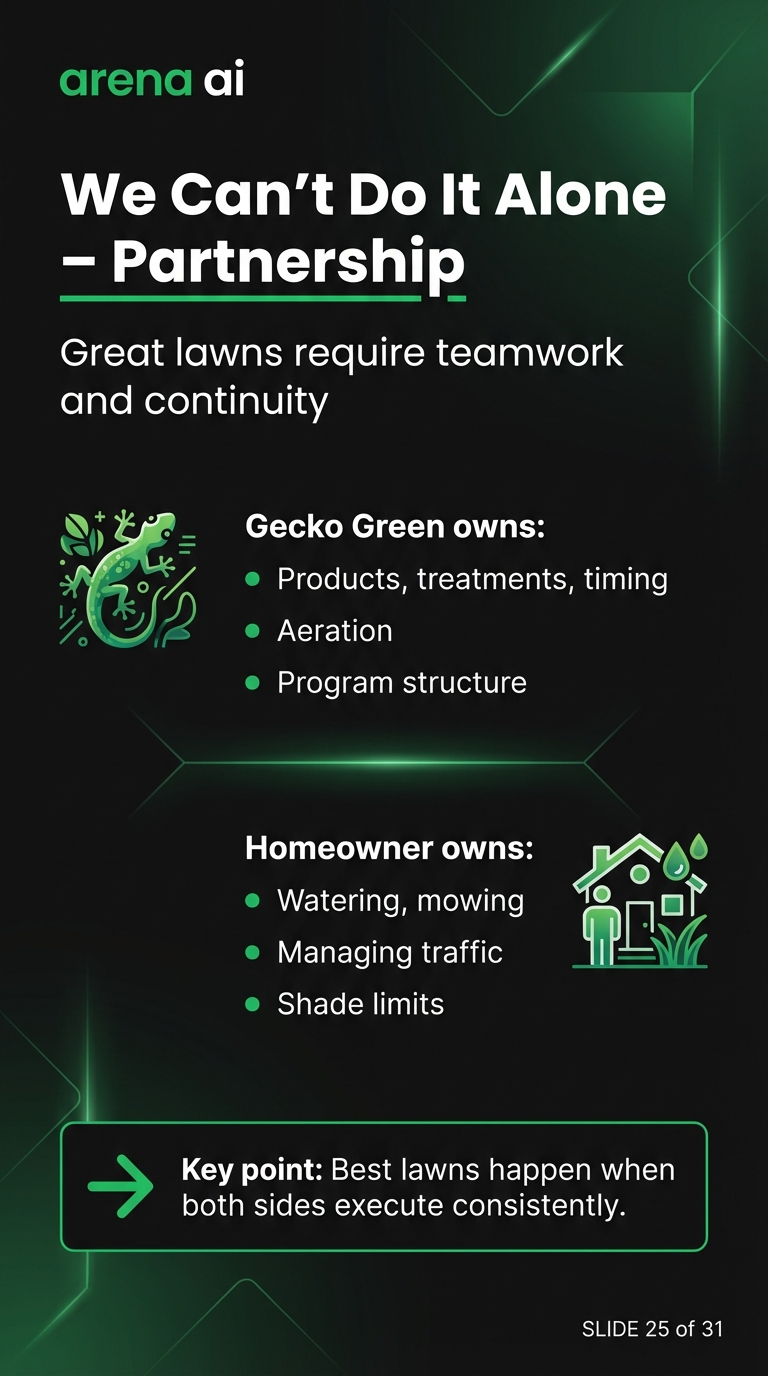 arena ai
We Can’t Do It Alone
– Partnership
Great lawns require teamwork
and continuity
Gecko Green owns:
Products, treatments, timing
Aeration
Program structure
Homeowner owns:
Watering, mowing
Managing traffic
Shade limits
Key point: Best lawns happen when
both sides execute consistently.
SLIDE 25 of 31